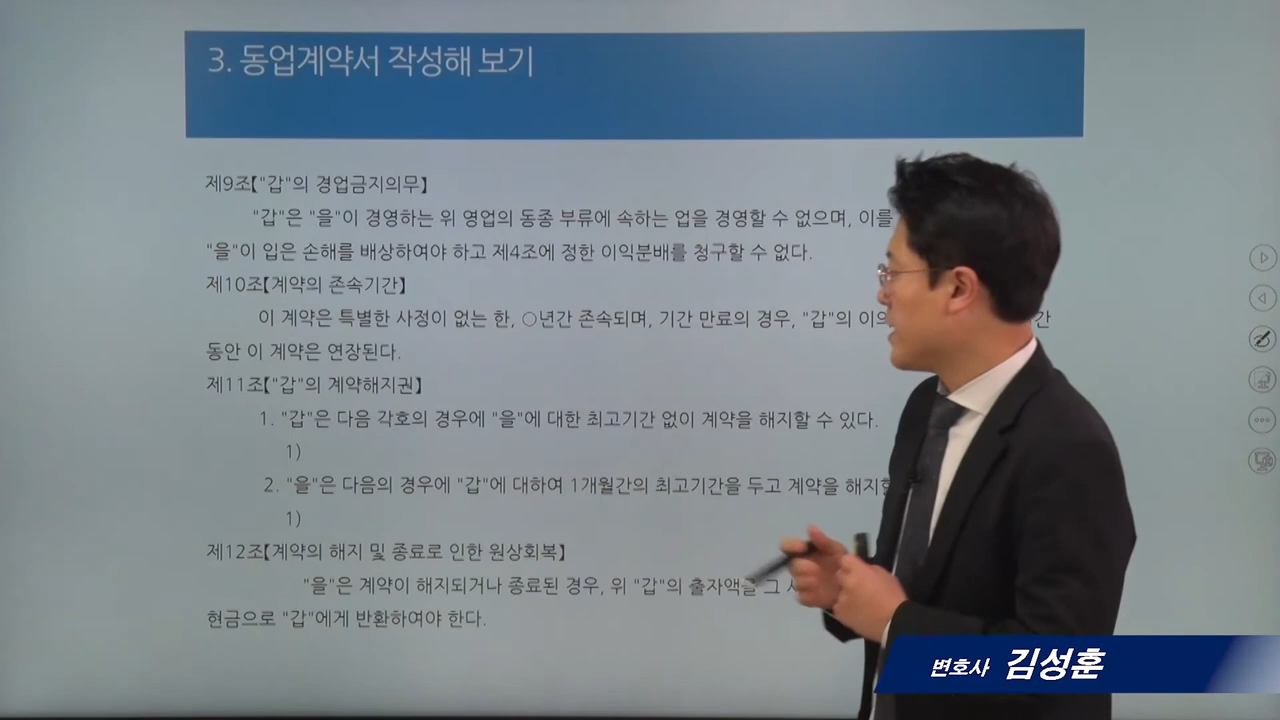 3. 동업계약서 작성해 보기
제9조【"갑"의 경업금지의무】
"갑"은 "을"이 경영하는 위 영업의 동종 부류에 속하는 업을 경영할 수 없으며, 이를
"을"이 입은 손해를 배상하여야 하고 제4조에 정한 이익분배를 청구할 수 없다.
제10조【계약의 존속기간】
이 계약은 특별한 사정이 없는 한, ○년간 존속되며, 기간 만료의 경우, "갑"의 간
동안 이 계약은 연장된다.
제11조【"갑"의 계약해지권】
1. "갑"은 다음 각호의 경우에 "을"에 대한 최고기간 없이 계약을 해지할 수 있다.
1)
2. "을"은 다음의 경우에 "갑"에 대하여 1개월간의 최고기간을 두고 계약을
1)
제12조【계약의 해지 및 종료로 인한 원상회복】
"을"은 계약이 해지되거나 종료된 경우, 위 "갑"의 출자액을 그
현금으로 "갑"에게 반환하여야 한다.
변호사 김성훈